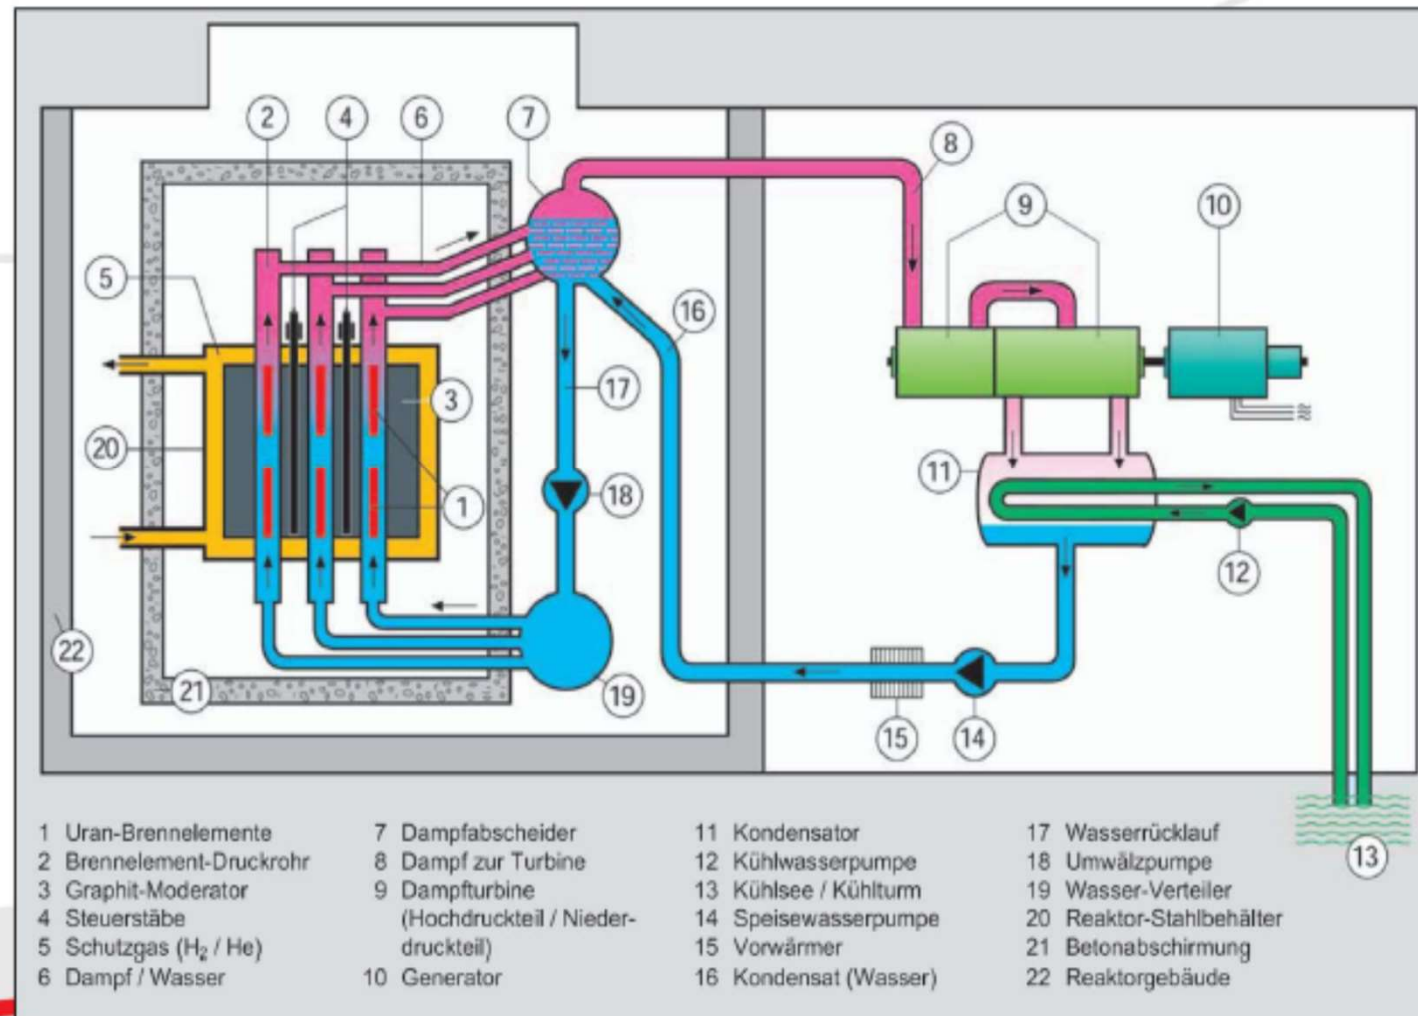 2
4
6
7
8
9
10
5
16
3
17
20
11
1
18
12
22
21
19
15
14
13
1 Uran-Brennelemente
2 Brennelement-Druckrohr
3 Graphit-Moderator
4 Steuerstäbe
5 Schutzgas (H₂ / He)
6 Dampf / Wasser
7 Dampfabscheider
8 Dampf zur Turbine
9 Dampfturbine
(Hochdruckteil / Nieder-
druckteil)
10 Generator
11 Kondensator
12 Kühlwasserpumpe
13 Kühlsee / Kühlturm
14 Speisewasserpumpe
15 Vorwärmer
16 Kondensat (Wasser)
17 Wasserrücklauf
18 Umwälzpumpe
19 Wasser-Verteiler
20 Reaktor-Stahlbehälter
21 Betonabschirmung
22 Reaktorgebäude